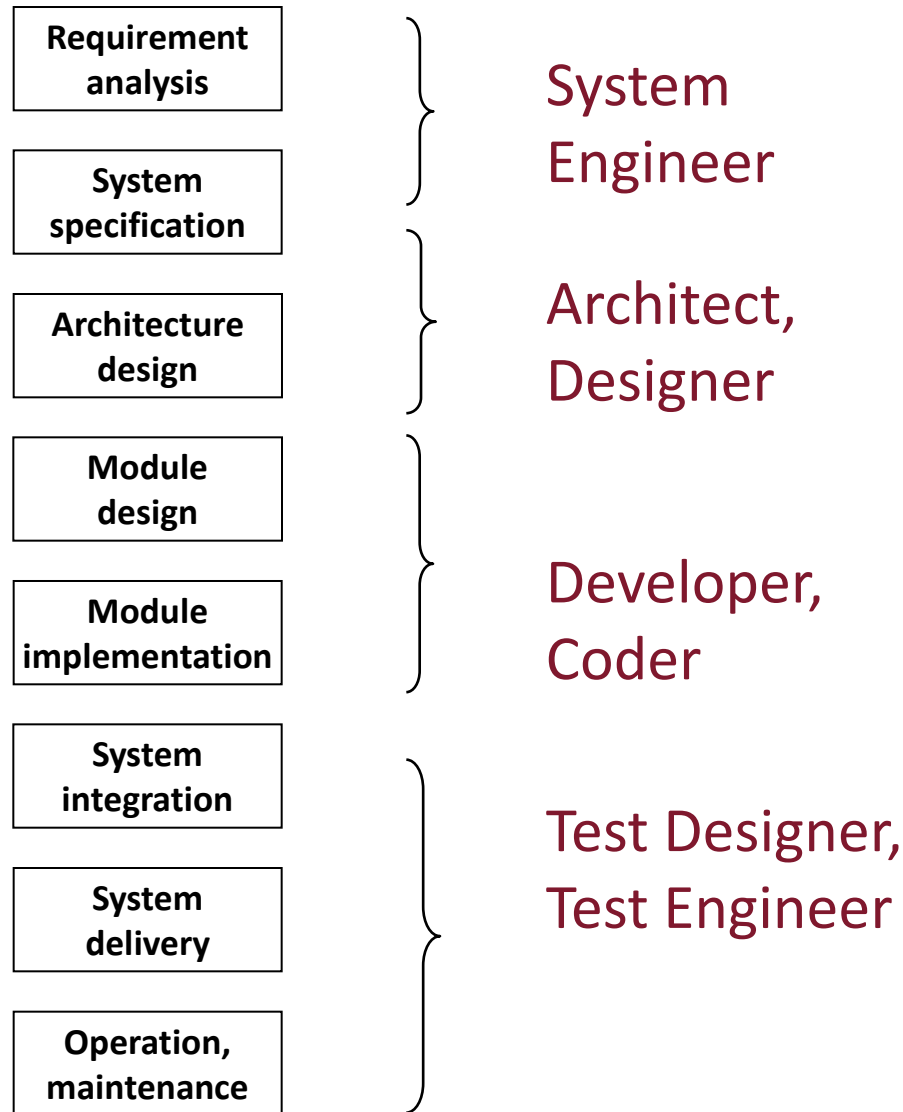 Requirement
analysis
System
Engineer
System
specification
Architecture
design
Architect,
Designer
Module
design
Module
implementation
Developer,
Coder
System
integration
Test Designer,
Test Engineer
System
delivery
Operation,
maintenance